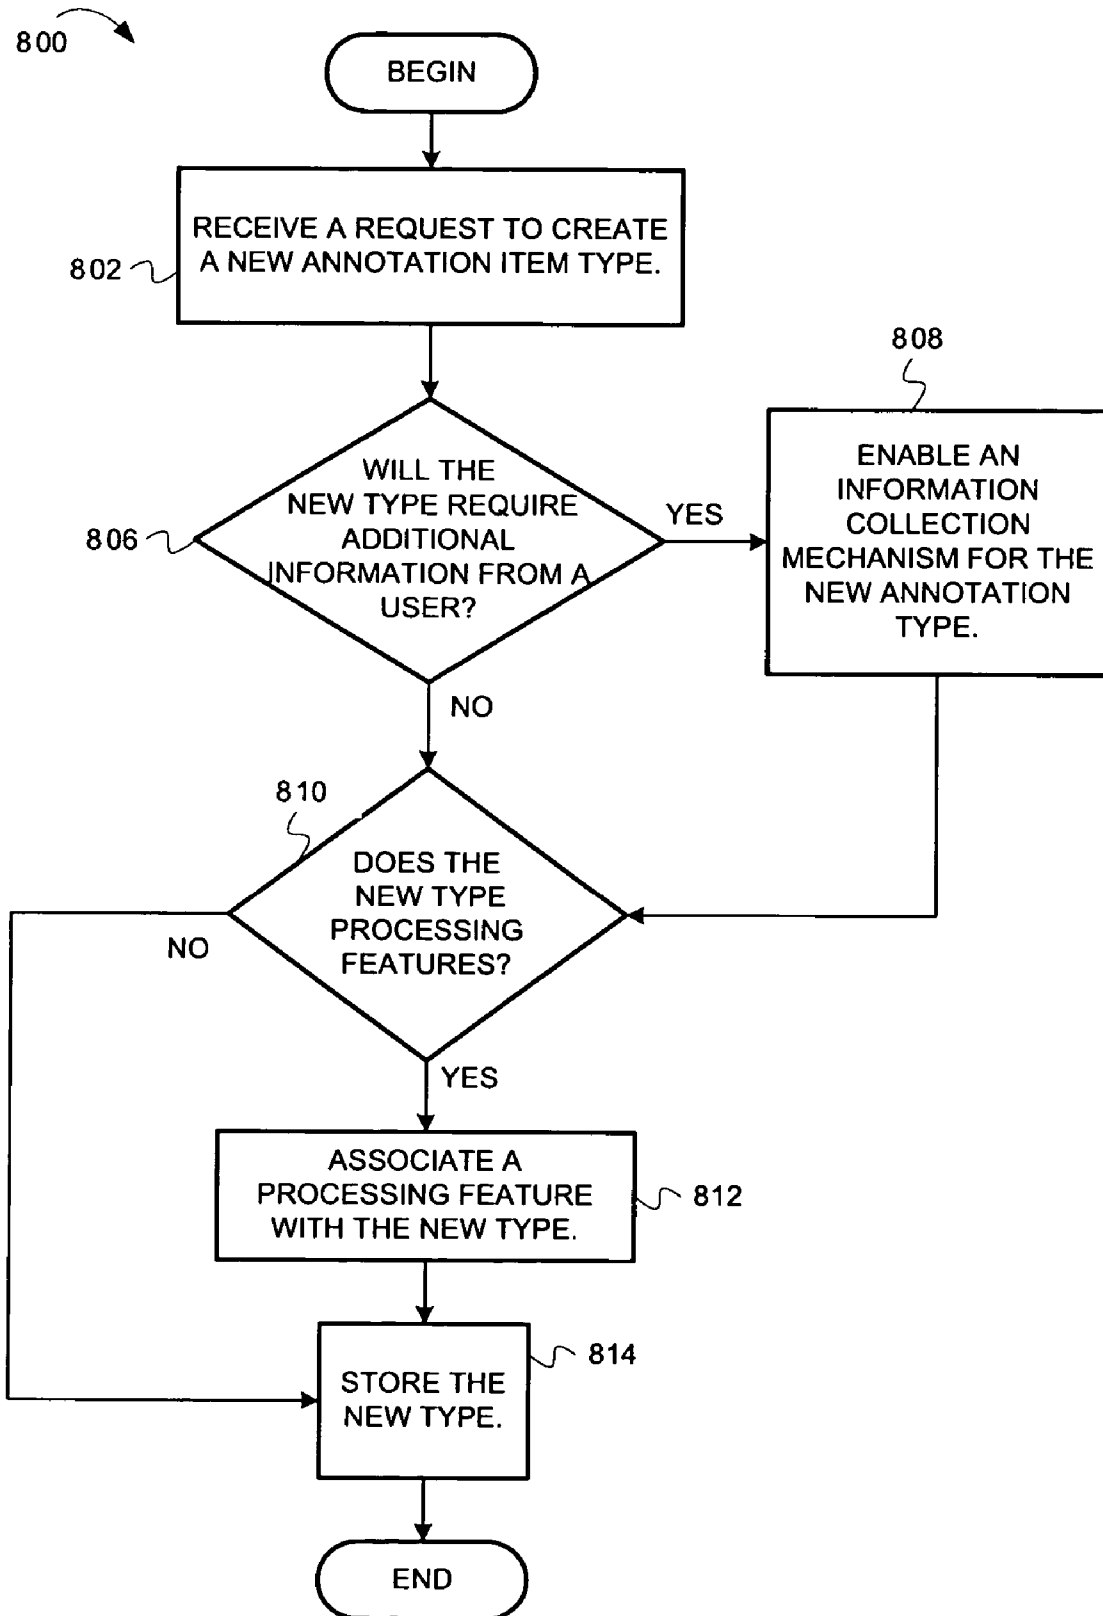 800
BEGIN
RECEIVE A REQUEST TO CREATE
A NEW ANNOTATION ITEM TYPE.
802
808
WILL THE
NEW TYPE REQUIRE
ADDITIONAL
INFORMATION FROM A
USER?
806
YES
ENABLE AN
INFORMATION
COLLECTION
MECHANISM FOR THE
NEW ANNOTATION
TYPE.
NO
810
DOES THE
NEW TYPE
PROCESSING
FEATURES?
NO
YES
ASSOCIATE A
PROCESSING FEATURE
WITH THE NEW TYPE.
812
STORE THE
NEW TYPE.
814
END